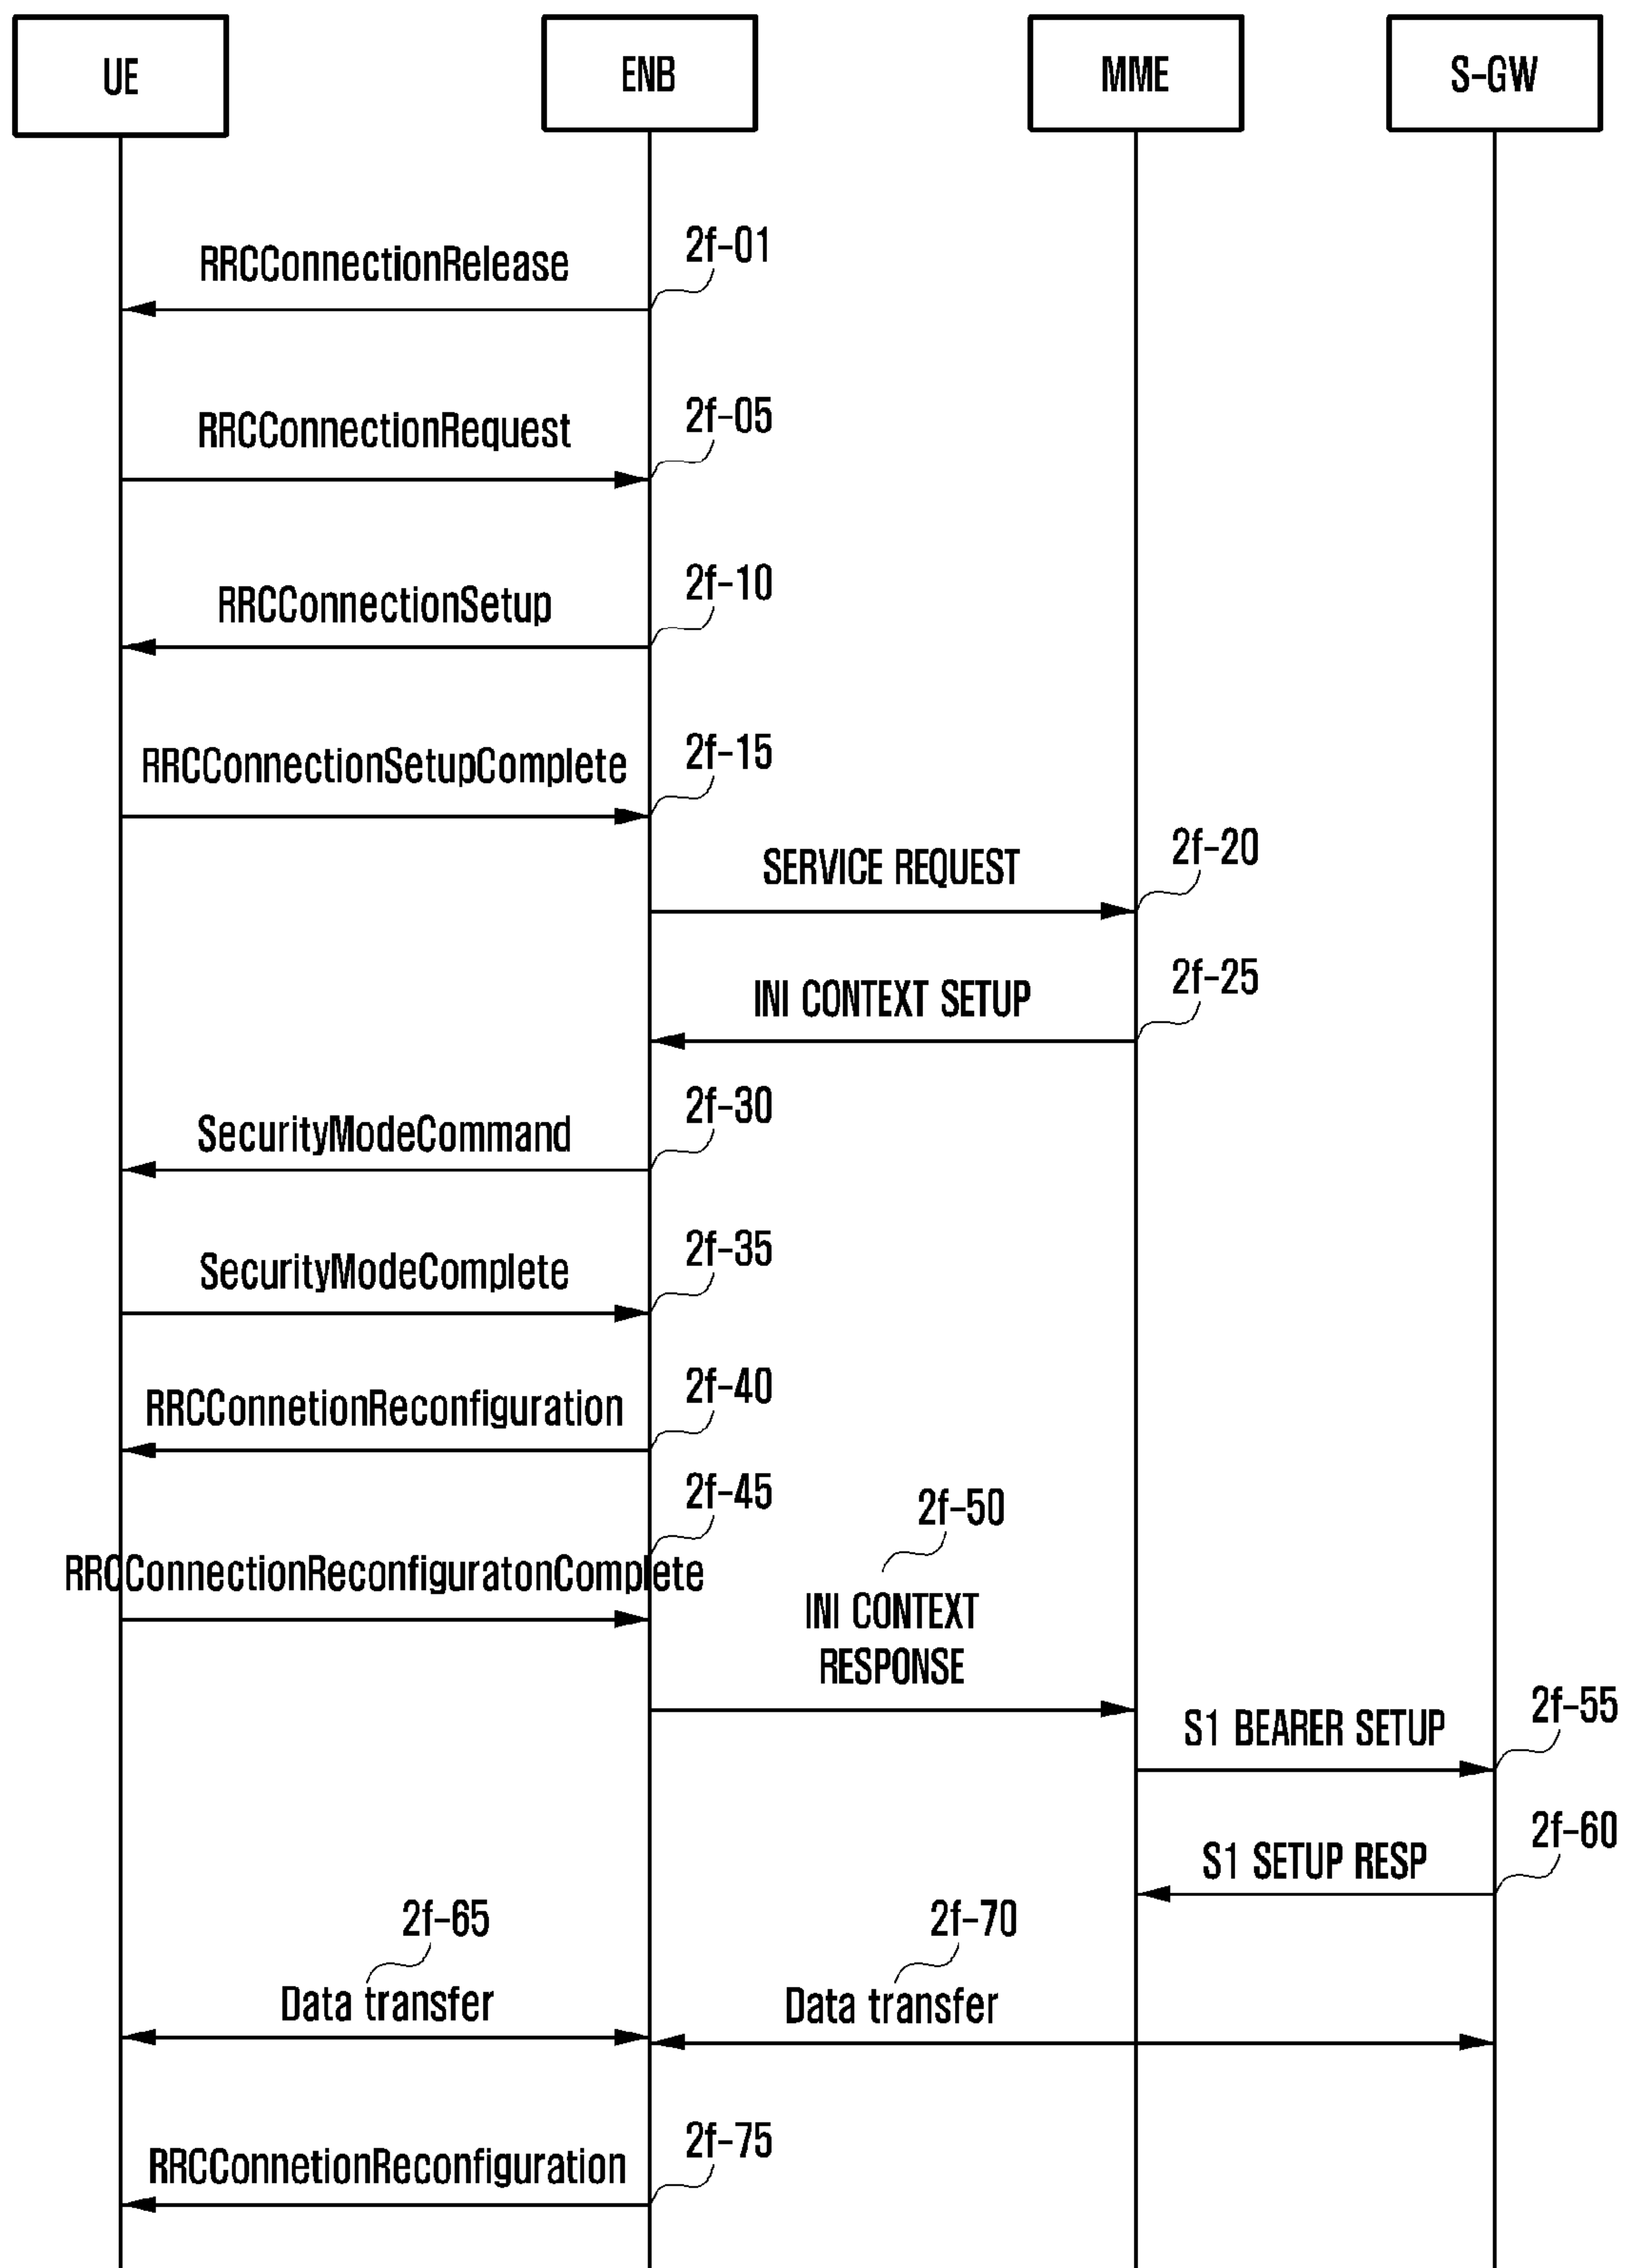 UE
ENB
MME
S-GW
RRCConnectionRelease
2f-01
RRCConnectionRequest
2f-05
RRCConnectionSetup
2f-10
RRCConnectionSetupComplete
2f-15
SERVICE REQUEST
2f-20
INI CONTEXT SETUP
2f-25
SecurityModeCommand
2f-30
SecurityModeComplete
2f-35
RRCConnetionReconfiguration
2f-40
RRCConnectionReconfiguratonComplete
2f-45
2f-50
INI CONTEXT
RESPONSE
S1 BEARER SETUP
2f-55
S1 SETUP RESP
2f-60
2f-65
Data transfer
2f-70
Data transfer
RRCConnetionReconfiguration
2f-75